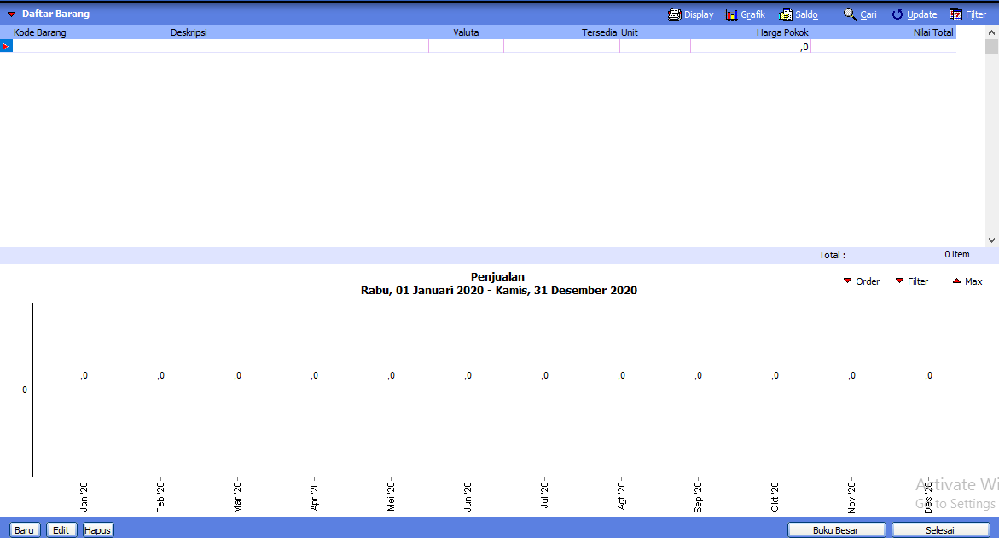 Daftar Barang Display Grafik Saldo Cari Update Filter
Kode Barang Deskripsi Valuta Tersedia Unit Harga Pokok Nilai Total
,0
Total : 0 item
Penjualan
Rabu, 01 Januari 2020 - Kamis, 31 Desember 2020
Order Filter Max
,0 ,0 ,0 ,0 ,0 ,0 ,0 ,0 ,0 ,0 ,0 ,0
0
Jan '20 Feb '20 Mar '20 Apr '20 Mei '20 Jun '20 Jul '20 Agt '20 Sep '20 Okt '20 Nov '20 Des '20
Activate Wi
Go to Settings
Baru Edit Hapus Buku Besar Selesai